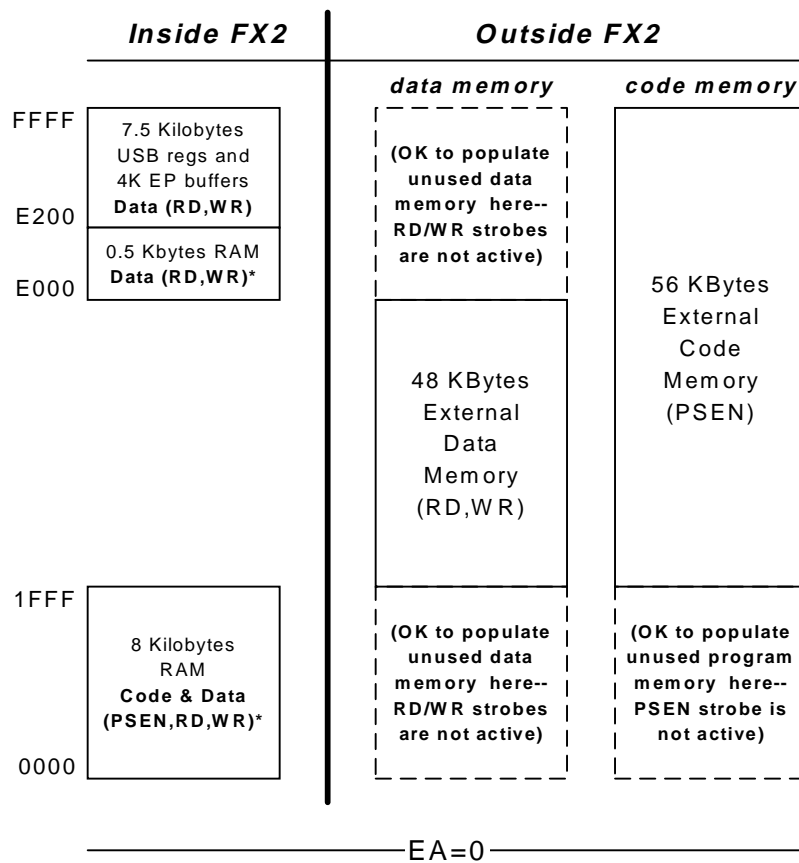 Inside FX2
Outside FX2
data memory
code memory
FFFF
7.5 Kilobytes
USB regs and
4K EP buffers
Data (RD,WR)
E200
0.5 Kbytes RAM
Data (RD,WR)*
E000
(OK to populate
unused data
memory here--
RD/WR strobes
are not active)
48 KBytes
External
Data
Memory
(RD,WR)
56 KBytes
External
Code
Memory
(PSEN)
1FFF
8 Kilobytes
RAM
Code & Data
(PSEN,RD,WR)*
0000
(OK to populate
unused data
memory here--
RD/WR strobes
are not active)
(OK to populate
unused program
memory here--
PSEN strobe is
not active)
EA=0